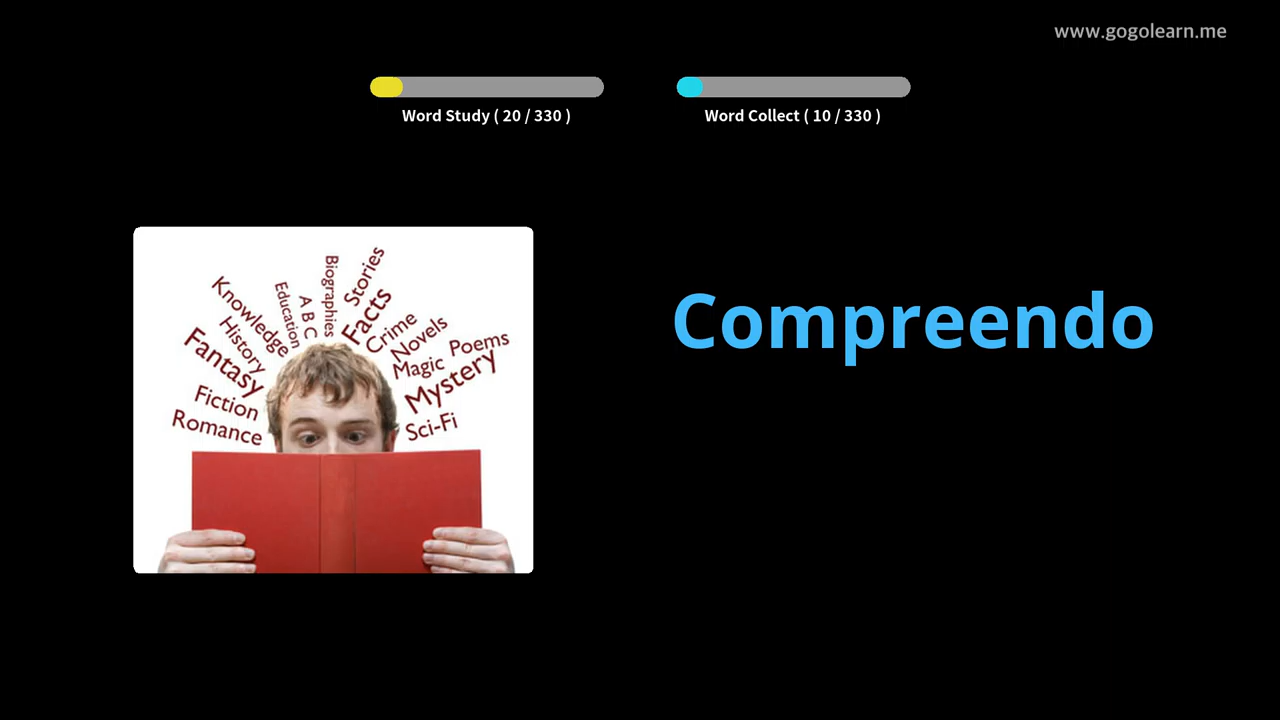 www.gogolearn.me
Word Study ( 20 / 330 )
Word Collect ( 10 / 330 )
Compreendo
Biographies
Stories
Education
A B C
Facts
Knowledge
Crime
History
Novels
Fantasy
Magic
Poems
Fiction
Mystery
Romance
Sci-Fi